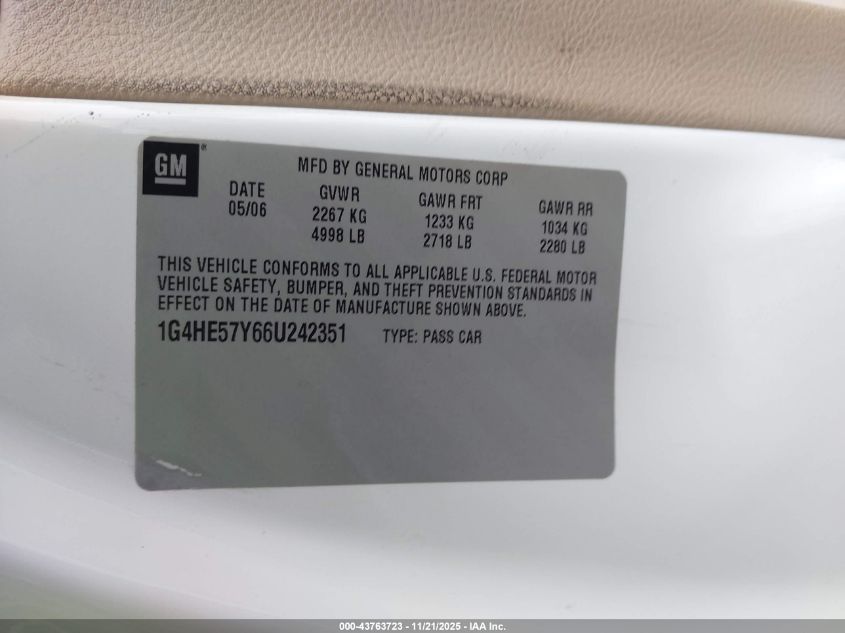 GM®
MFD BY GENERAL MOTORS CORP
DATE GVWR GAWR FRT GAWR RR
05/06 2267 KG 1233 KG 1034 KG
4998 LB 2718 LB 2280 LB
THIS VEHICLE CONFORMS TO ALL APPLICABLE U.S. FEDERAL MOTOR
VEHICLE SAFETY, BUMPER, AND THEFT PREVENTION STANDARDS IN
EFFECT ON THE DATE OF MANUFACTURE SHOWN ABOVE.
1G4HE57Y66U242351 TYPE: PASS CAR
000-43763723 - 11/21/2025 - IAA Inc.